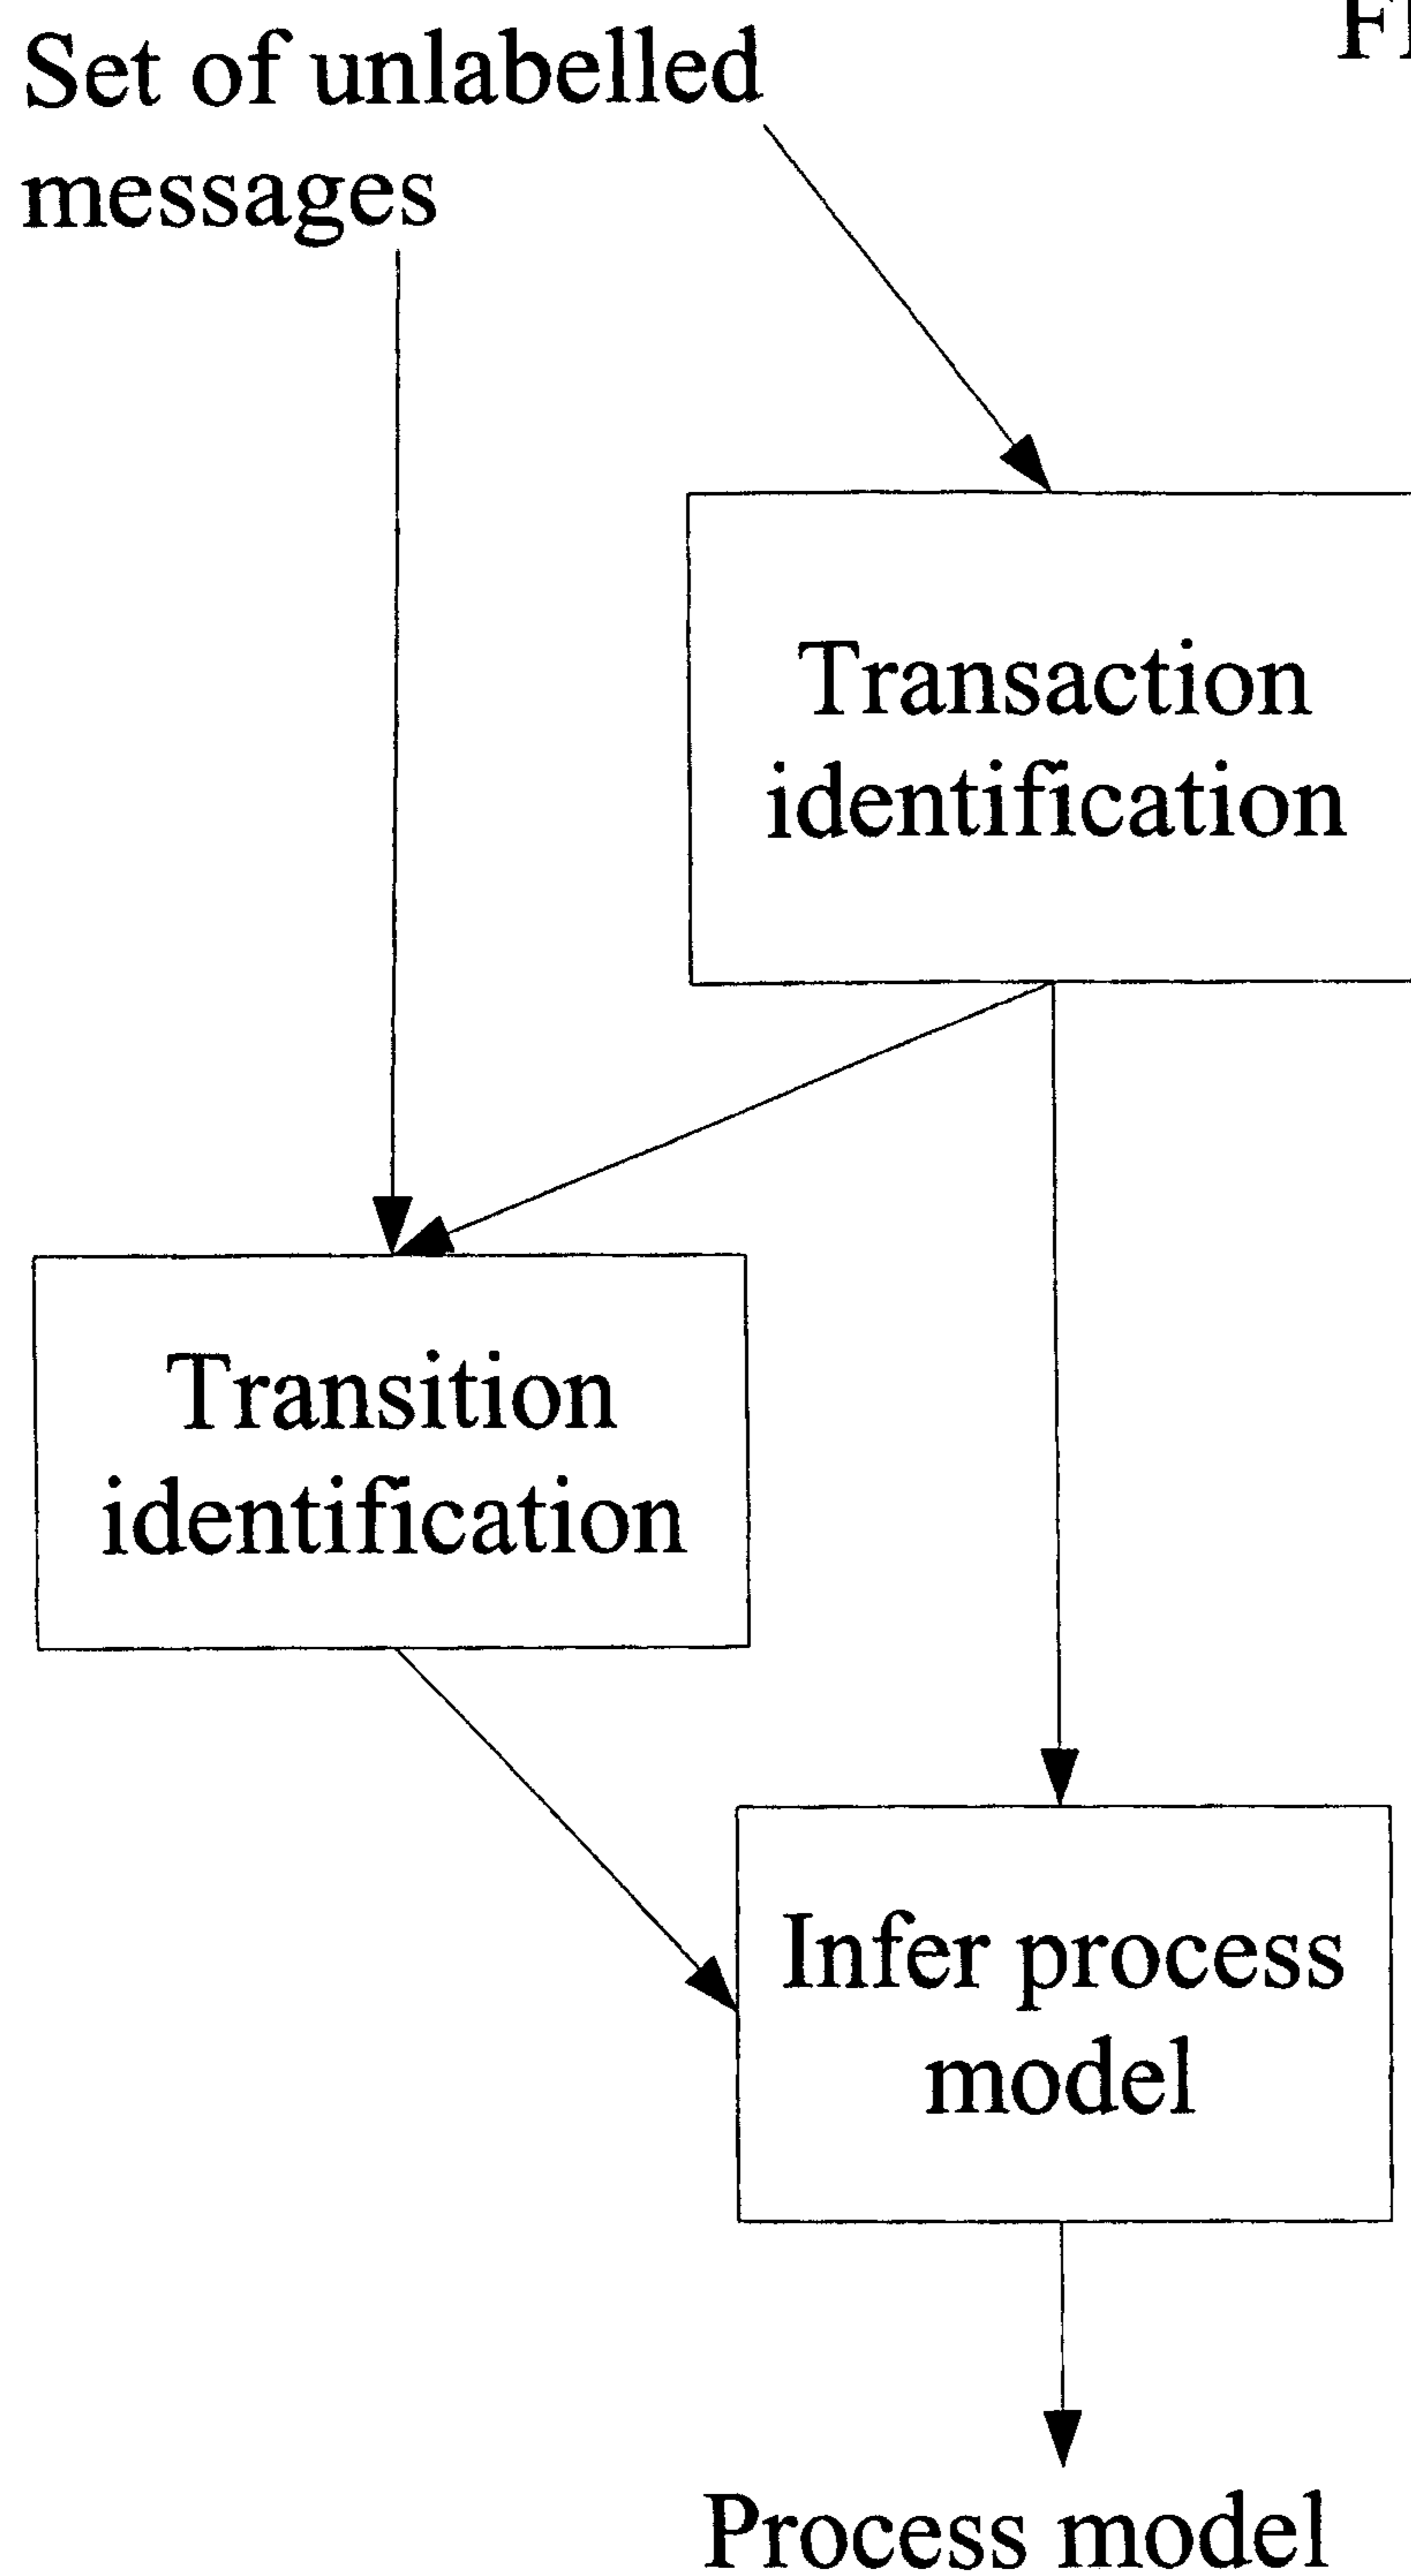 Set of unlabelled
messages
Transaction
identification
Transition
identification
Infer process
model
Process model